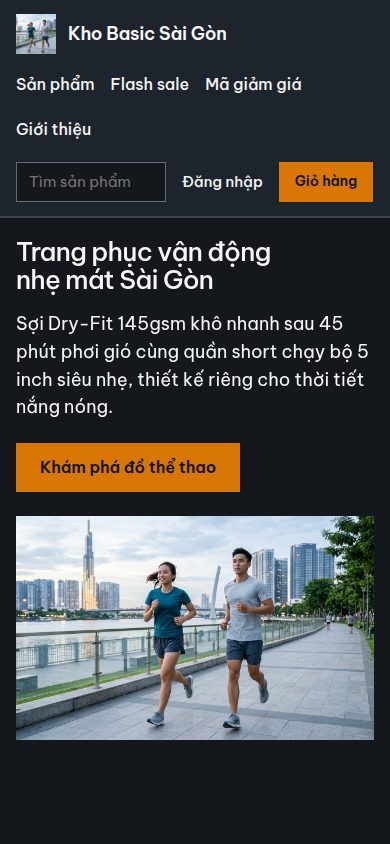 Kho Basic Sài Gòn
Sản phẩm Flash sale Mã giảm giá
Giới thiệu
Tìm sản phẩm Đăng nhập Giỏ hàng
Trang phục vận động
nhẹ mát Sài Gòn
Sợi Dry-Fit 145gsm khô nhanh sau 45
phút phơi gió cùng quần short chạy bộ 5
inch siêu nhẹ, thiết kế riêng cho thời tiết
nắng nóng.
Khám phá đồ thể thao